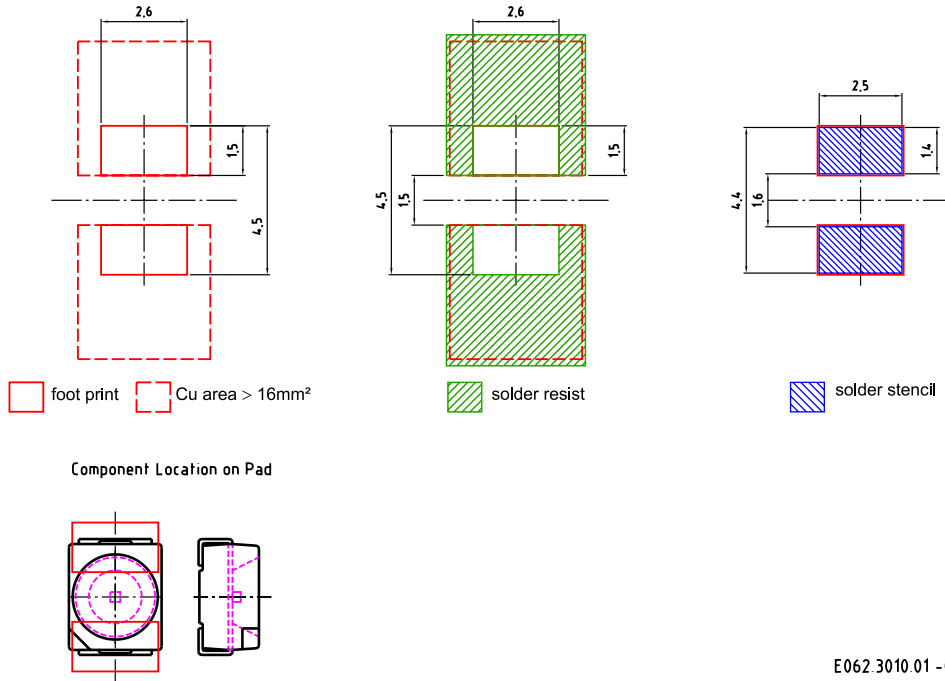 2,6
1,5
4,5
2,6
4,5
1,5
1,5
2,5
4,4
1,6
1,4
foot print
Cu area > 16mm²
solder resist
solder stencil
Component Location on Pad
E062.3010.01 -